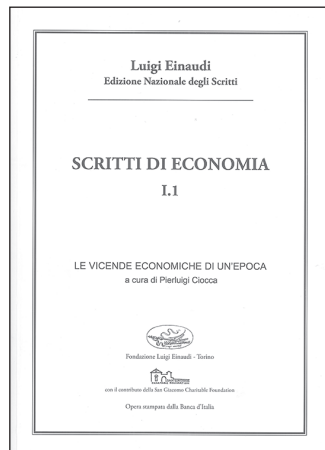 Luigi Einaudi
Edizione Nazionale degli Scritti
SCRITTI DI ECONOMIA
I.1
LE VICENDE ECONOMICHE DI UN'EPOCA
a cura di Pierluigi Ciocca
Fondazione Luigi Einaudi - Torino
con il contributo della San Giacomo Charitable Foundation
Opera stampata dalla Banca d'Italia